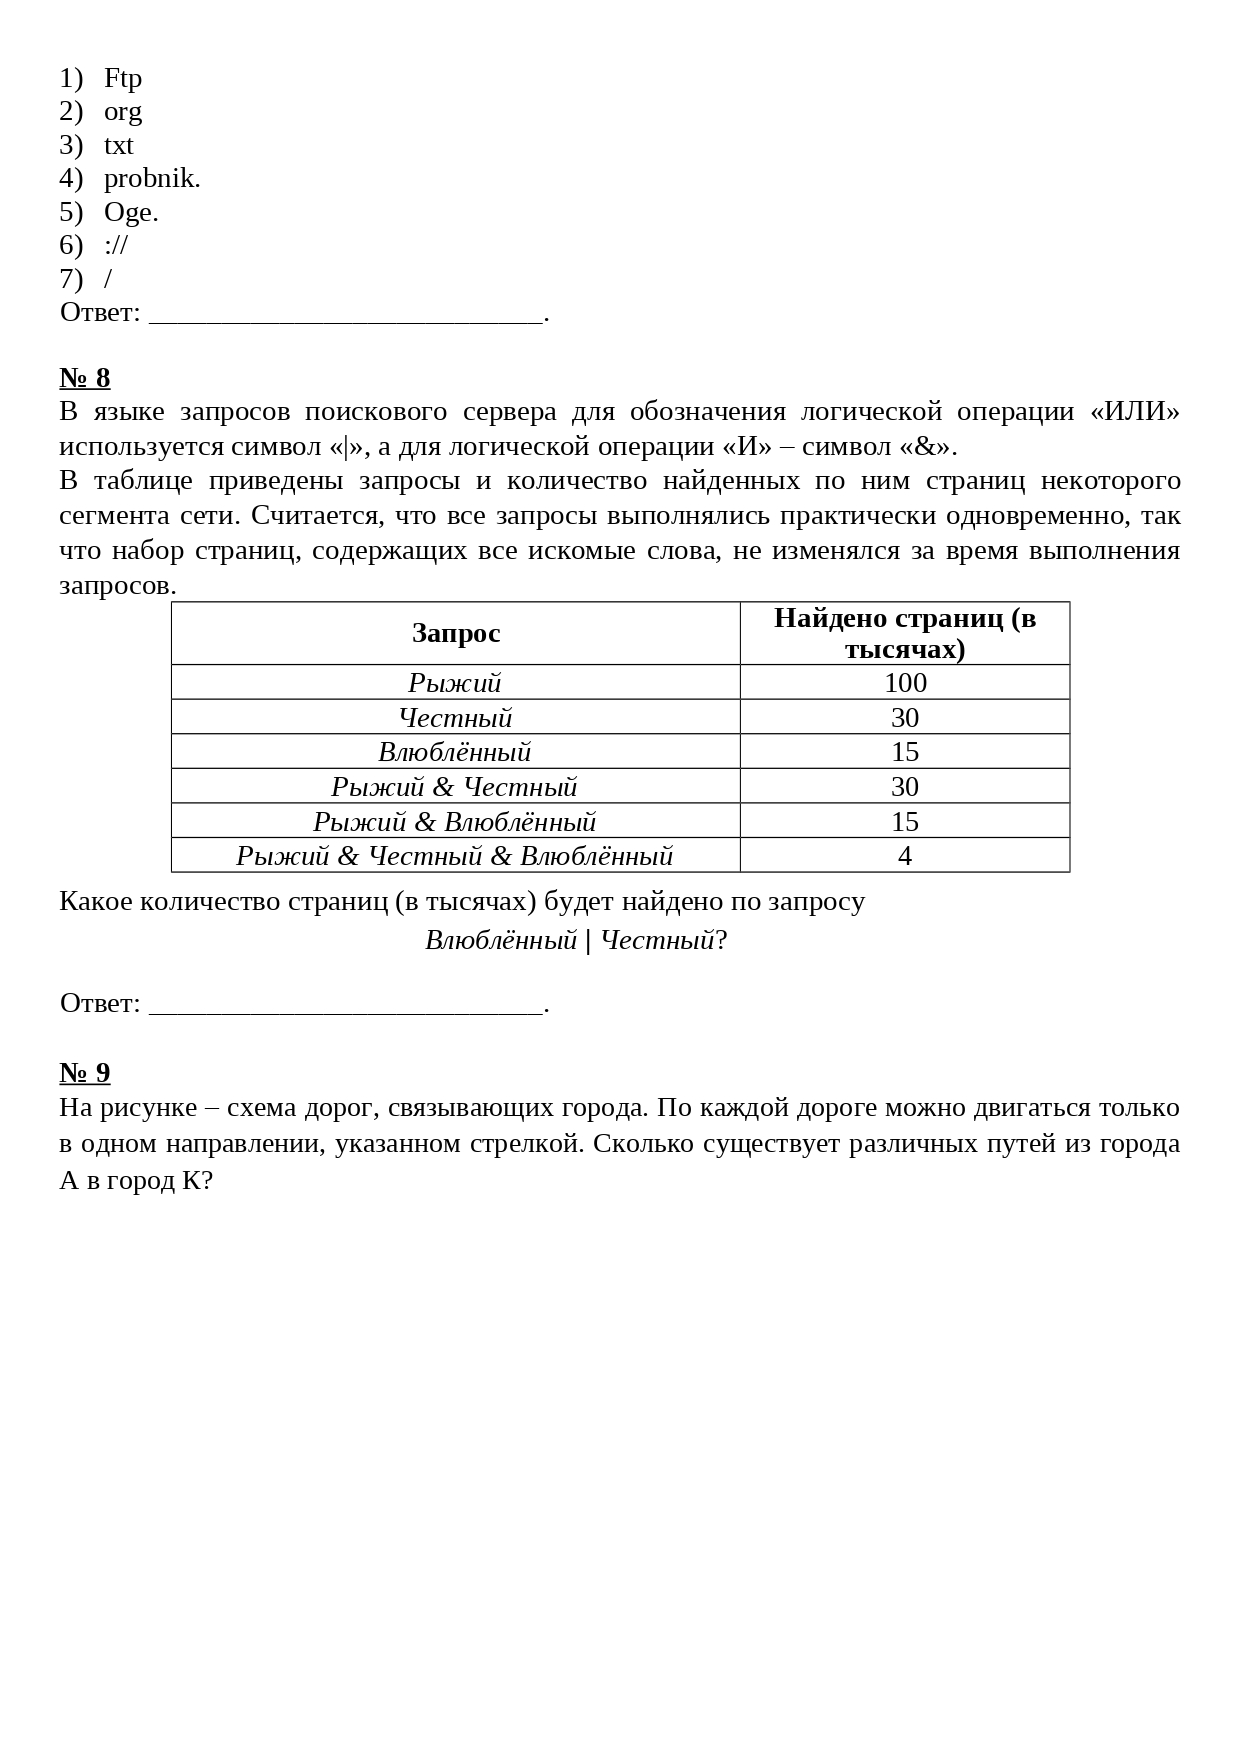 1) Ftp
2) org
3) txt
4) probnik.
5) Oge.
6) ://
7) /
Ответ: ___________________________.
№ 8
В языке запросов поискового сервера для обозначения логической операции «ИЛИ»
используется символ «|», а для логической операции «И» – символ «&».
В таблице приведены запросы и количество найденных по ним страниц некоторого
сегмента сети. Считается, что все запросы выполнялись практически одновременно, так
что набор страниц, содержащих все искомые слова, не изменялся за время выполнения
запросов.
Запрос Найдено страниц (в
тысячах)
Рыжий 100
Честный 30
Влюблённый 15
Рыжий & Честный 30
Рыжий & Влюблённый 15
Рыжий & Честный & Влюблённый 4
Какое количество страниц (в тысячах) будет найдено по запросу
Влюблённый | Честный?
Ответ: ___________________________.
№ 9
На рисунке – схема дорог, связывающих города. По каждой дороге можно двигаться только
в одном направлении, указанном стрелкой. Сколько существует различных путей из города
А в город К?